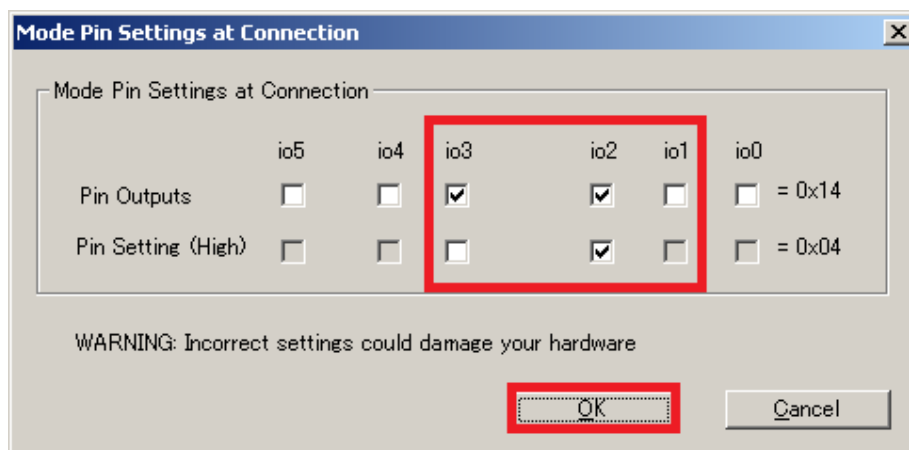 Mode Pin Settings at Connection
Mode Pin Settings at Connection
io5 io4 io3 io2 io1 io0
Pin Outputs = 0x14
Pin Setting (High) = 0x04
WARNING: Incorrect settings could damage your hardware
OK Cancel